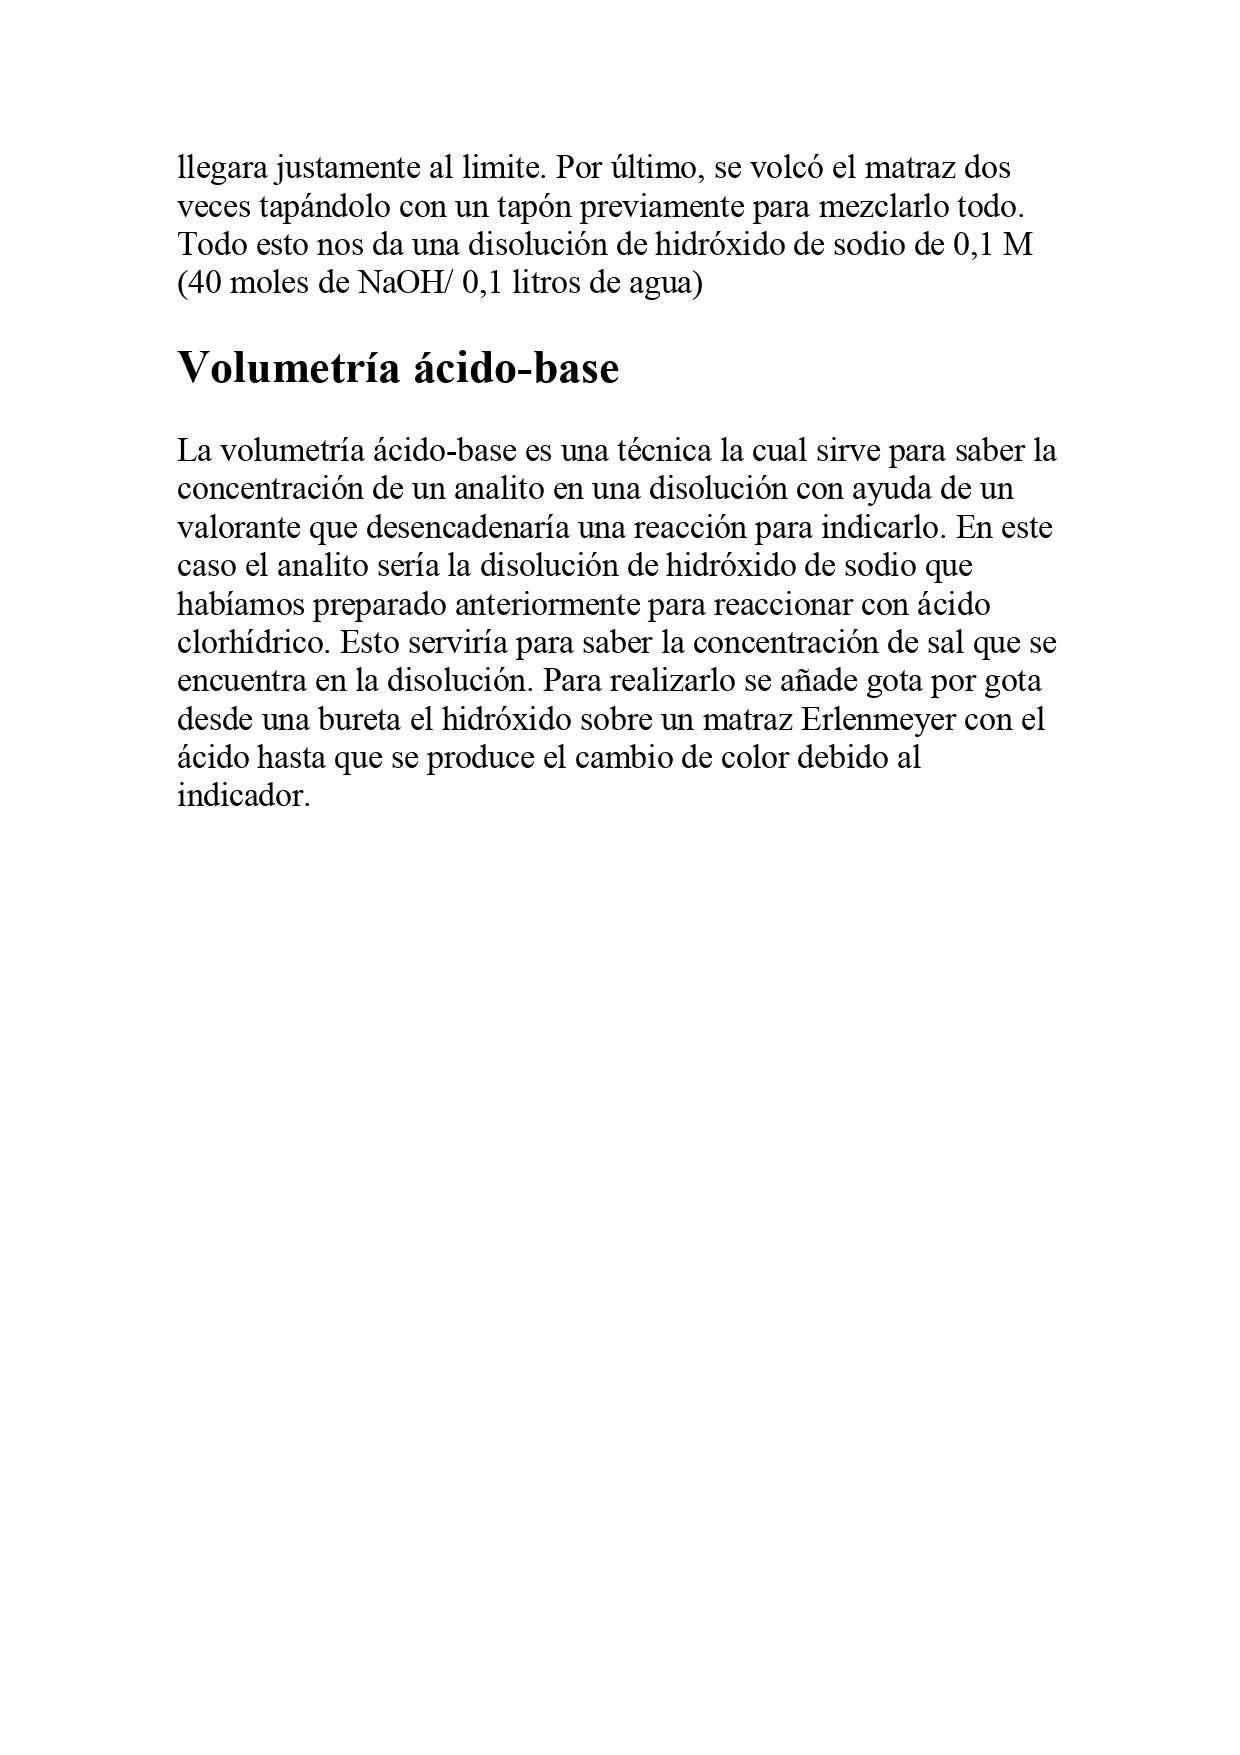 llegara justamente al limite. Por último, se volcó el matraz dos
veces tapándolo con un tapón previamente para mezclarlo todo.
Todo esto nos da una disolución de hidróxido de sodio de 0,1 M
(40 moles de NaOH/ 0,1 litros de agua)
Volumetría ácido-base
La volumetría ácido-base es una técnica la cual sirve para saber la
concentración de un analito en una disolución con ayuda de un
valorante que desencadenaría una reacción para indicarlo. En este
caso el analito sería la disolución de hidróxido de sodio que
habíamos preparado anteriormente para reaccionar con ácido
clorhídrico. Esto serviría para saber la concentración de sal que se
encuentra en la disolución. Para realizarlo se añade gota por gota
desde una bureta el hidróxido sobre un matraz Erlenmeyer con el
ácido hasta que se produce el cambio de color debido al
indicador.